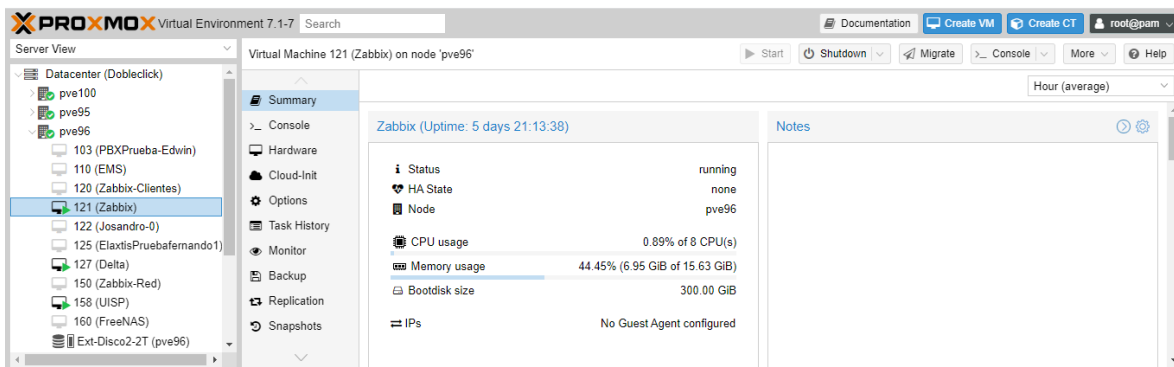 PROXMOX Virtual Environment 7.1-7 Search Documentation Create VM Create CT root@pam
Server View
Datacenter (Dobleclick)
pve100
pve95
pve96
103 (PBXPrueba-Edwin)
110 (EMS)
120 (Zabbix-Clientes)
121 (Zabbix)
122 (Josandro-0)
125 (ElaxtisPruebafernando1)
127 (Delta)
150 (Zabbix-Red)
158 (UISP)
160 (FreeNAS)
Ext-Disco2-2T (pve96)
Virtual Machine 121 (Zabbix) on node 'pve96' Start Shutdown Migrate >_ Console More Help
Summary
>_ Console
Hardware
Cloud-Init
Options
Task History
Monitor
Backup
Replication
Snapshots
Hour (average)
Zabbix (Uptime: 5 days 21:13:38)
Status running
HA State none
Node pve96
CPU usage 0.89% of 8 CPU(s)
Memory usage 44.45% (6.95 GiB of 15.63 GiB)
Bootdisk size 300.00 GiB
IPs No Guest Agent configured
Notes